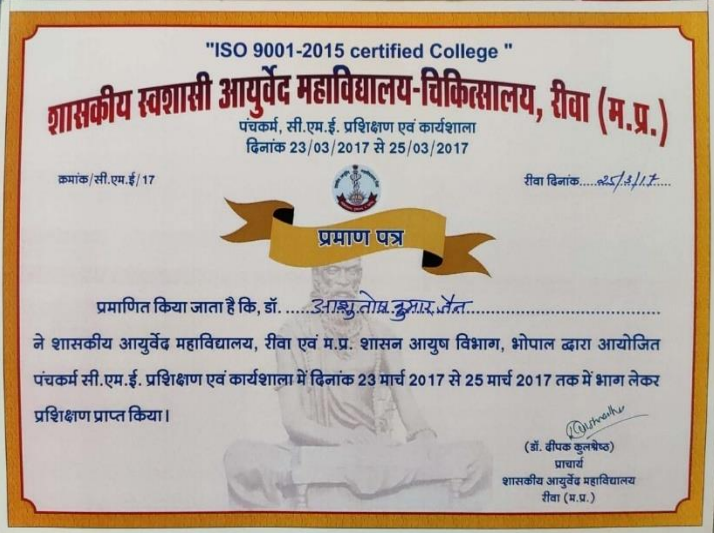 "ISO 9001-2015 certified College "
शासकीय स्वशासी आयुर्वेद महाविद्यालय-चिकित्सालय, रीवा (म.प्र.)
पंचकर्म, सी.एम.ई. प्रशिक्षण एवं कार्यशाला
दिनांक 23/03/2017 से 25/03/2017
क्रमांक/सी.एम.ई/17 रीवा दिनांक.....25/3/17....
प्रमाण पत्र
प्रमाणित किया जाता है कि, डॉ. ......आशुतोष कुमार जैन......
ने शासकीय आयुर्वेद महाविद्यालय, रीवा एवं म.प्र. शासन आयुष विभाग, भोपाल द्वारा आयोजित
पंचकर्म सी.एम.ई. प्रशिक्षण एवं कार्यशाला में दिनांक 23 मार्च 2017 से 25 मार्च 2017 तक में भाग लेकर
प्रशिक्षण प्राप्त किया।
(डॉ. दीपक कुलश्रेष्ठ)
प्राचार्य
शासकीय आयुर्वेद महाविद्यालय
रीवा (म.प्र.)